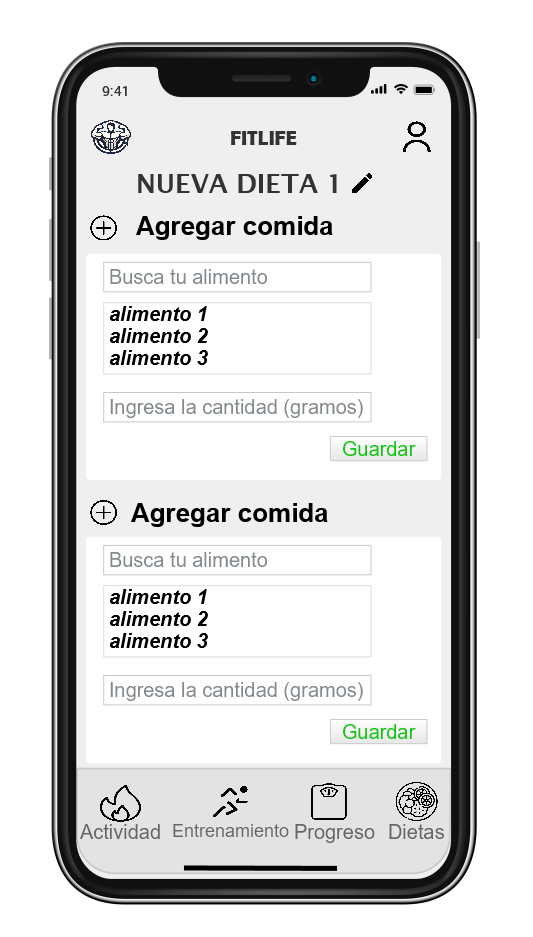 9:41
FITLIFE
NUEVA DIETA 1
Agregar comida
Busca tu alimento
alimento 1
alimento 2
alimento 3
Ingresa la cantidad (gramos)
Guardar
Agregar comida
Busca tu alimento
alimento 1
alimento 2
alimento 3
Ingresa la cantidad (gramos)
Guardar
Actividad Entrenamiento Progreso Dietas